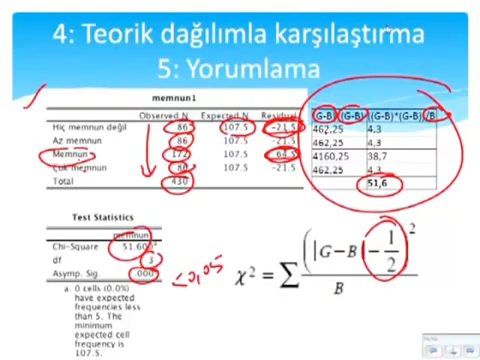 4: Teorik dağılımla karşılaştırma
5: Yorumlama
memnun1
Observed N Expected N Residual
Hiç memnun değil 86 107.5 -21.5
Az memnun 86 107.5 -21.5
Memnun 172 107.5 64.5
Çok memnun 86 107.5 -21.5
Total 430
(G-B) (G-B) ((G-B)*(G-B) /B
462,25 4,3
462,25 4,3
4160,25 38,7
462,25 4,3
51,6
Test Statistics
memnun
Chi-Square 51.600ᵃ
df 3
Asymp. Sig. .000
a. 0 cells (0.0%)
have expected
frequencies less
than 5. The
minimum
expected cell
frequency is
107.5.
<0,05
χ² = ∑ (|G−B|−1/2)² / B